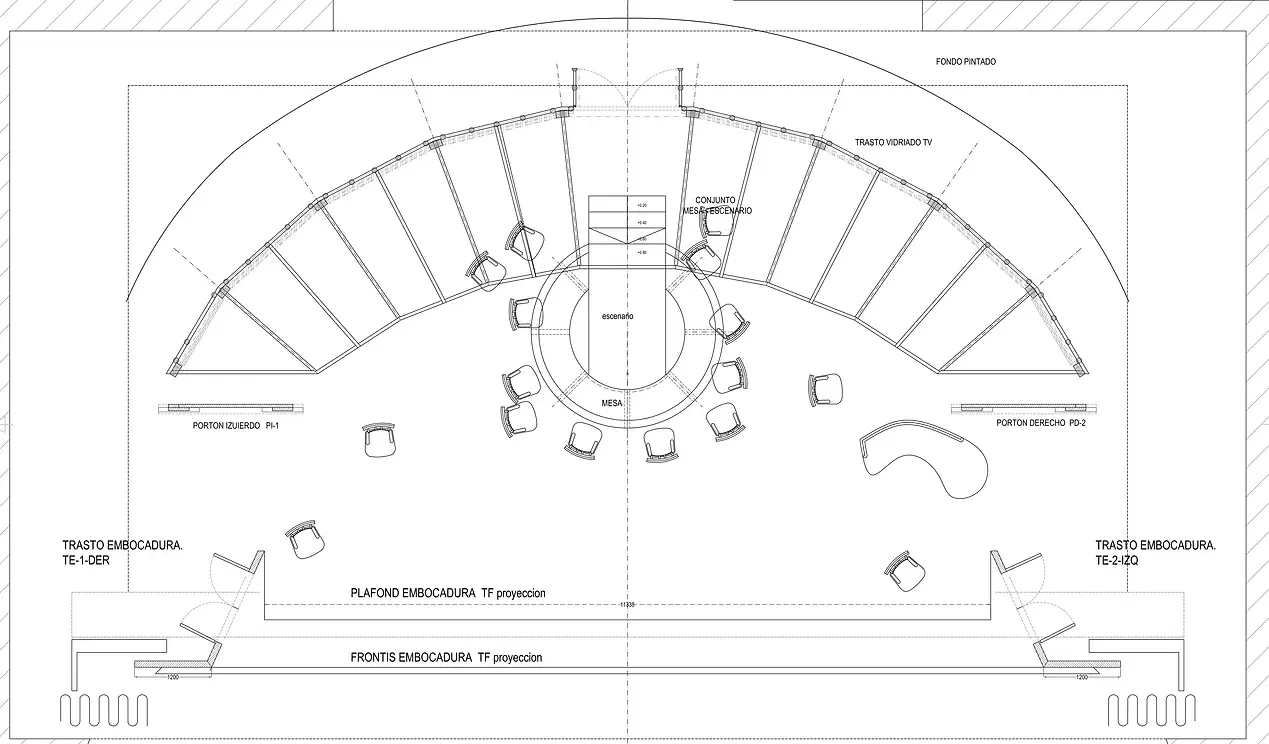 FONDO PINTADO
TRASTO VIDRIADO TV
CONJUNTO
MESA - ESCENARIO
+0.20
+0.40
+0.60
+0.80
escenario
MESA
PORTON IZUIERDO PI-1
PORTON DERECHO PD-2
TRASTO EMBOCADURA.
TE-1-DER
TRASTO EMBOCADURA.
TE-2-IZQ
PLAFOND EMBOCADURA TF proyeccion
11338
FRONTIS EMBOCADURA TF proyeccion
1200
1200